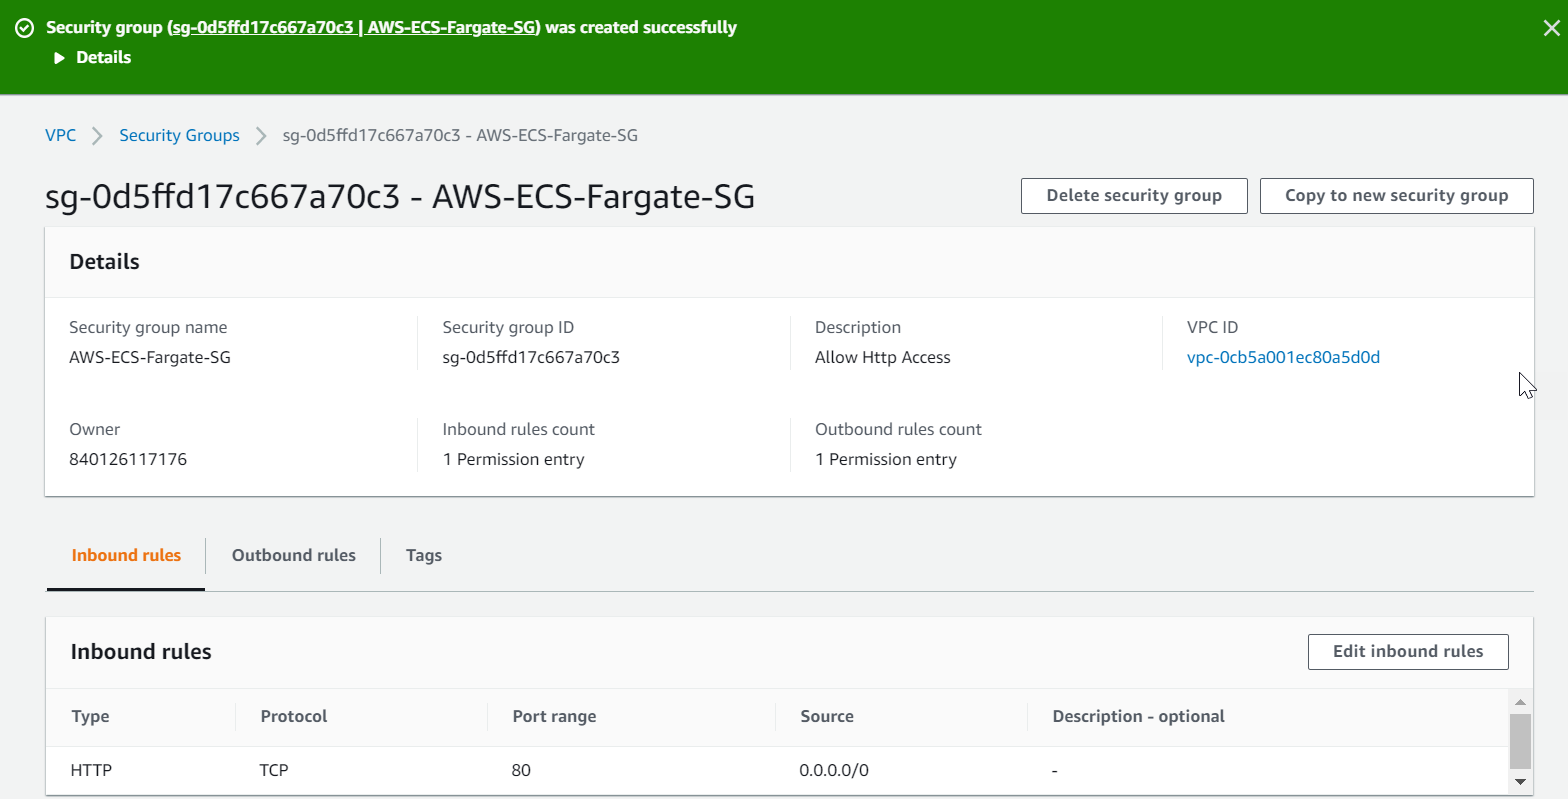 Security group (sg-0d5ffd17c667a70c3 | AWS-ECS-Fargate-SG) was created successfully
Details
VPC Security Groups sg-0d5ffd17c667a70c3 - AWS-ECS-Fargate-SG
sg-0d5ffd17c667a70c3 - AWS-ECS-Fargate-SG Delete security group Copy to new security group
Details
Security group name Security group ID Description VPC ID
AWS-ECS-Fargate-SG sg-0d5ffd17c667a70c3 Allow Http Access vpc-0cb5a001ec80a5d0d
Owner Inbound rules count Outbound rules count
840126117176 1 Permission entry 1 Permission entry
Inbound rules Outbound rules Tags
Inbound rules Edit inbound rules
Type Protocol Port range Source Description - optional
HTTP TCP 80 0.0.0.0/0 -